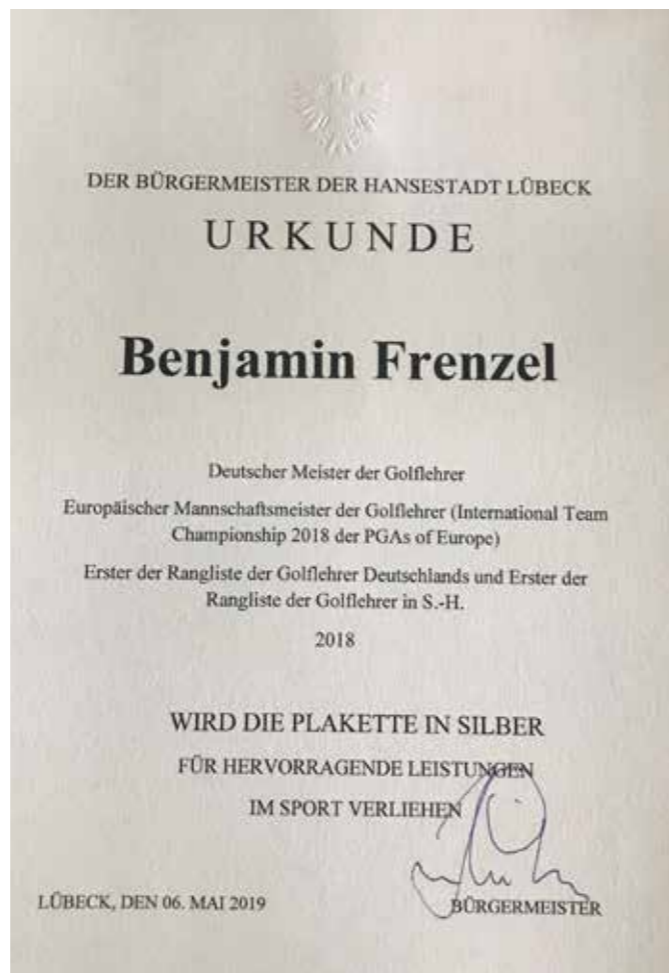 DER BÜRGERMEISTER DER HANSESTADT LÜBECK
URKUNDE
Benjamin Frenzel
Deutscher Meister der Golflehrer
Europäischer Mannschaftsmeister der Golflehrer (International Team
Championship 2018 der PGAs of Europe)
Erster der Rangliste der Golflehrer Deutschlands und Erster der
Rangliste der Golflehrer in S.-H.
2018
WIRD DIE PLAKETTE IN SILBER
FÜR HERVORRAGENDE LEISTUNGEN
IM SPORT VERLIEHEN
LÜBECK, DEN 06. MAI 2019
BÜRGERMEISTER